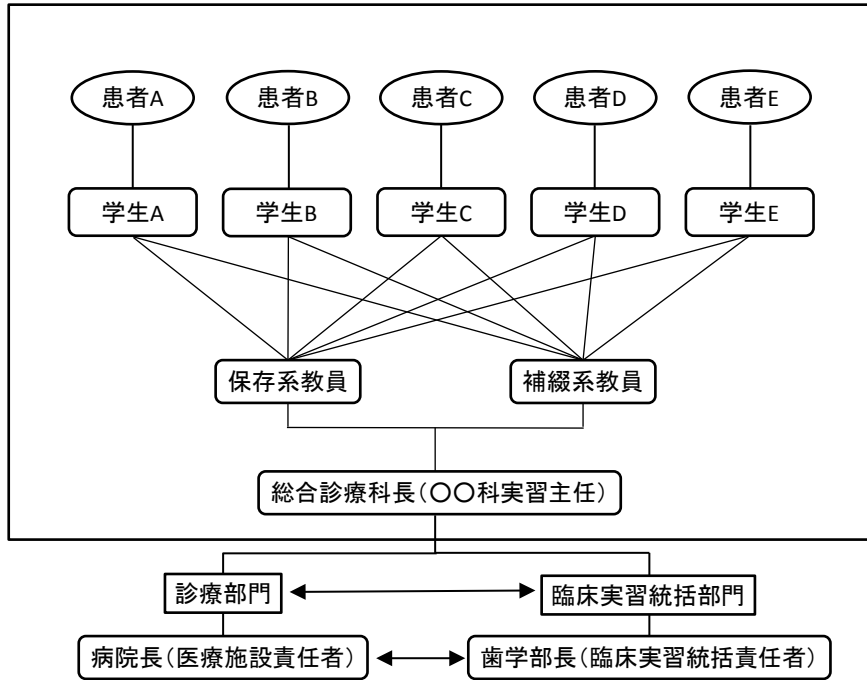 患者A
患者B
患者C
患者D
患者E
学生A
学生B
学生C
学生D
学生E
保存系教員
補綴系教員
総合診療科長(〇〇科実習主任)
診療部門
臨床実習統括部門
病院長(医療施設責任者)
歯学部長(臨床実習統括責任者)